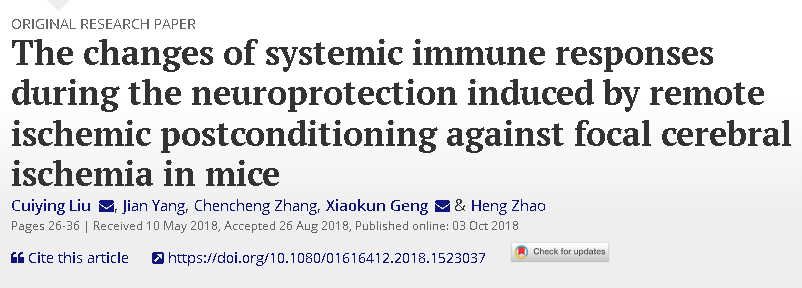 ORIGINAL RESEARCH PAPER
The changes of systemic immune responses
during the neuroprotection induced by remote
ischemic postconditioning against focal cerebral
ischemia in mice
Cuiying Liu, Jian Yang, Chencheng Zhang, Xiaokun Geng & Heng Zhao
Pages 26-36 | Received 10 May 2018, Accepted 26 Aug 2018, Published online: 03 Oct 2018
Cite this article https://doi.org/10.1080/01616412.2018.1523037 Check for updates